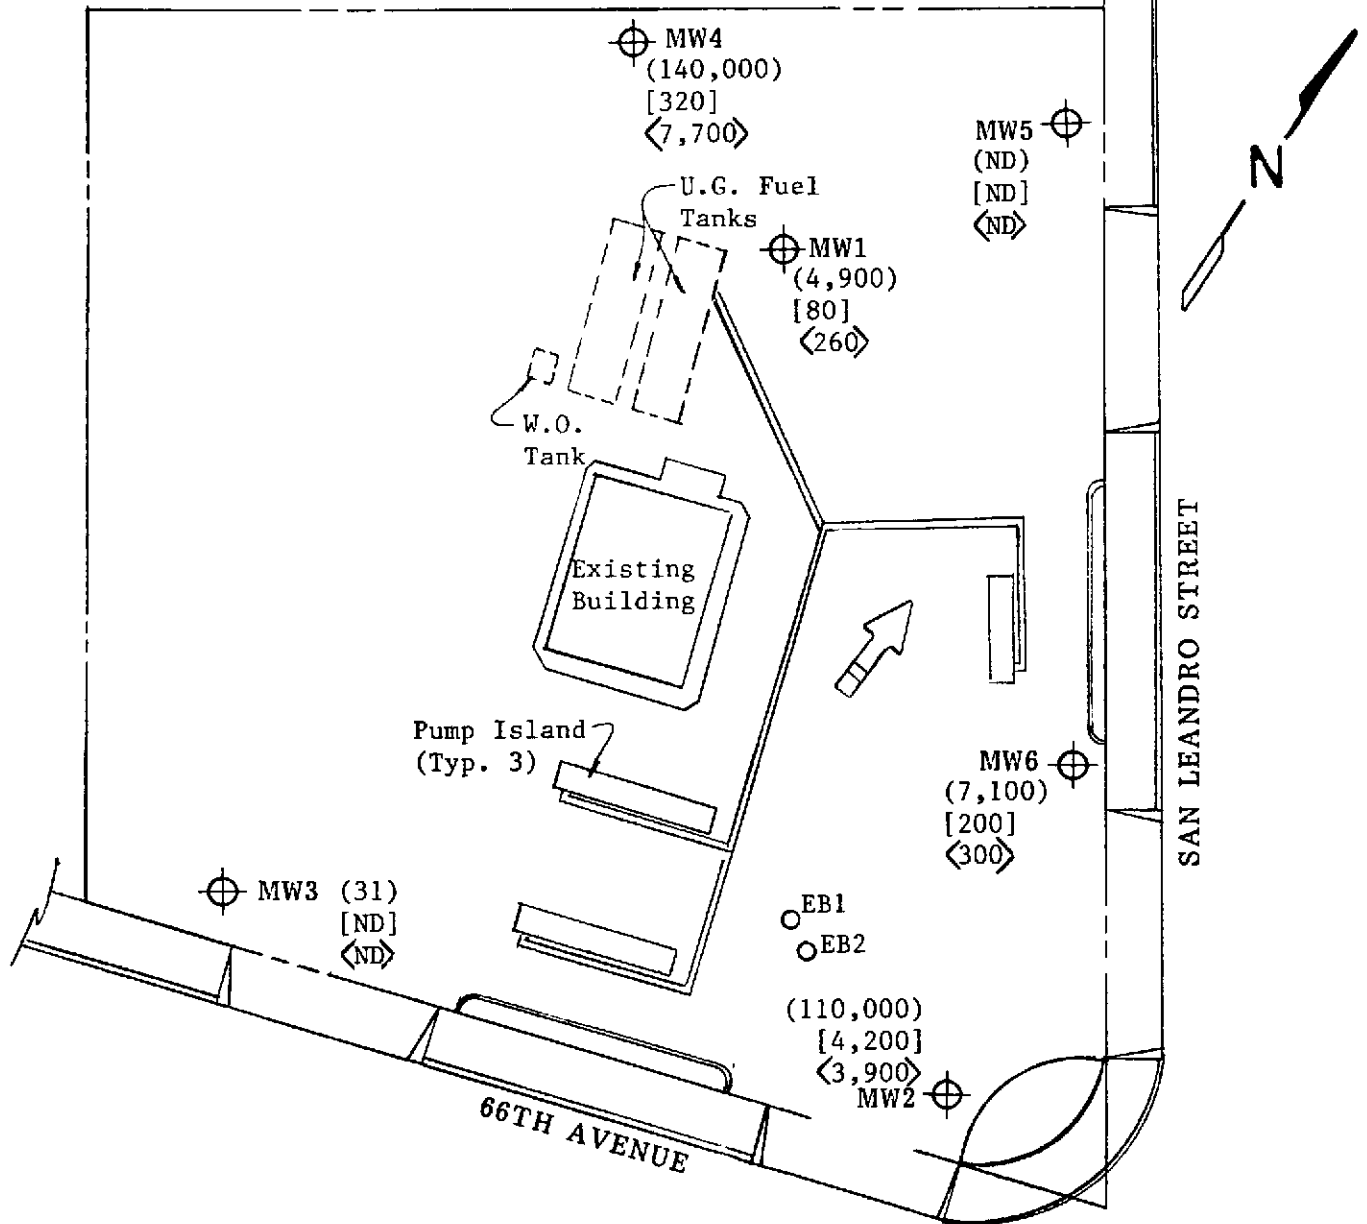 MW4
(140,000)
[320]
<7,700>
MW5
(ND)
[ND]
<ND>
N
U.G. Fuel
Tanks
MW1
(4,900)
[80]
<260>
W.O.
Tank
Existing
Building
SAN LEANDRO STREET
Pump Island
(Typ. 3)
MW6
(7,100)
[200]
<300>
MW3 (31)
[ND]
<ND>
EB1
EB2
(110,000)
[4,200]
<3,900>
MW2
66TH AVENUE